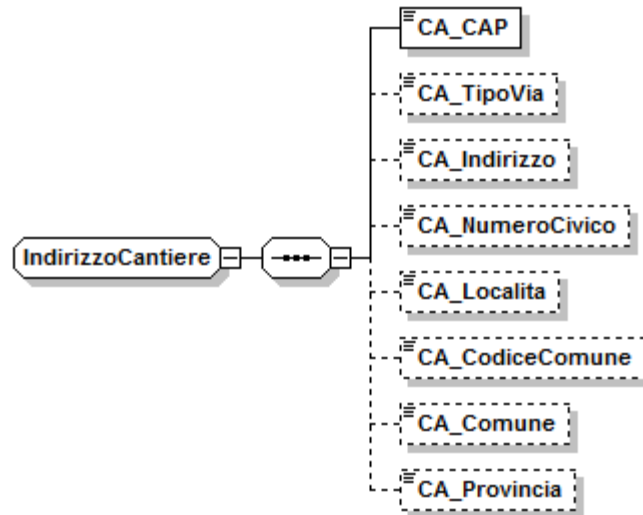 CA_CAP
CA_TipoVia
CA_Indirizzo
CA_NumeroCivico
IndirizzoCantiere
CA_Localita
CA_CodiceComune
CA_Comune
CA_Provincia